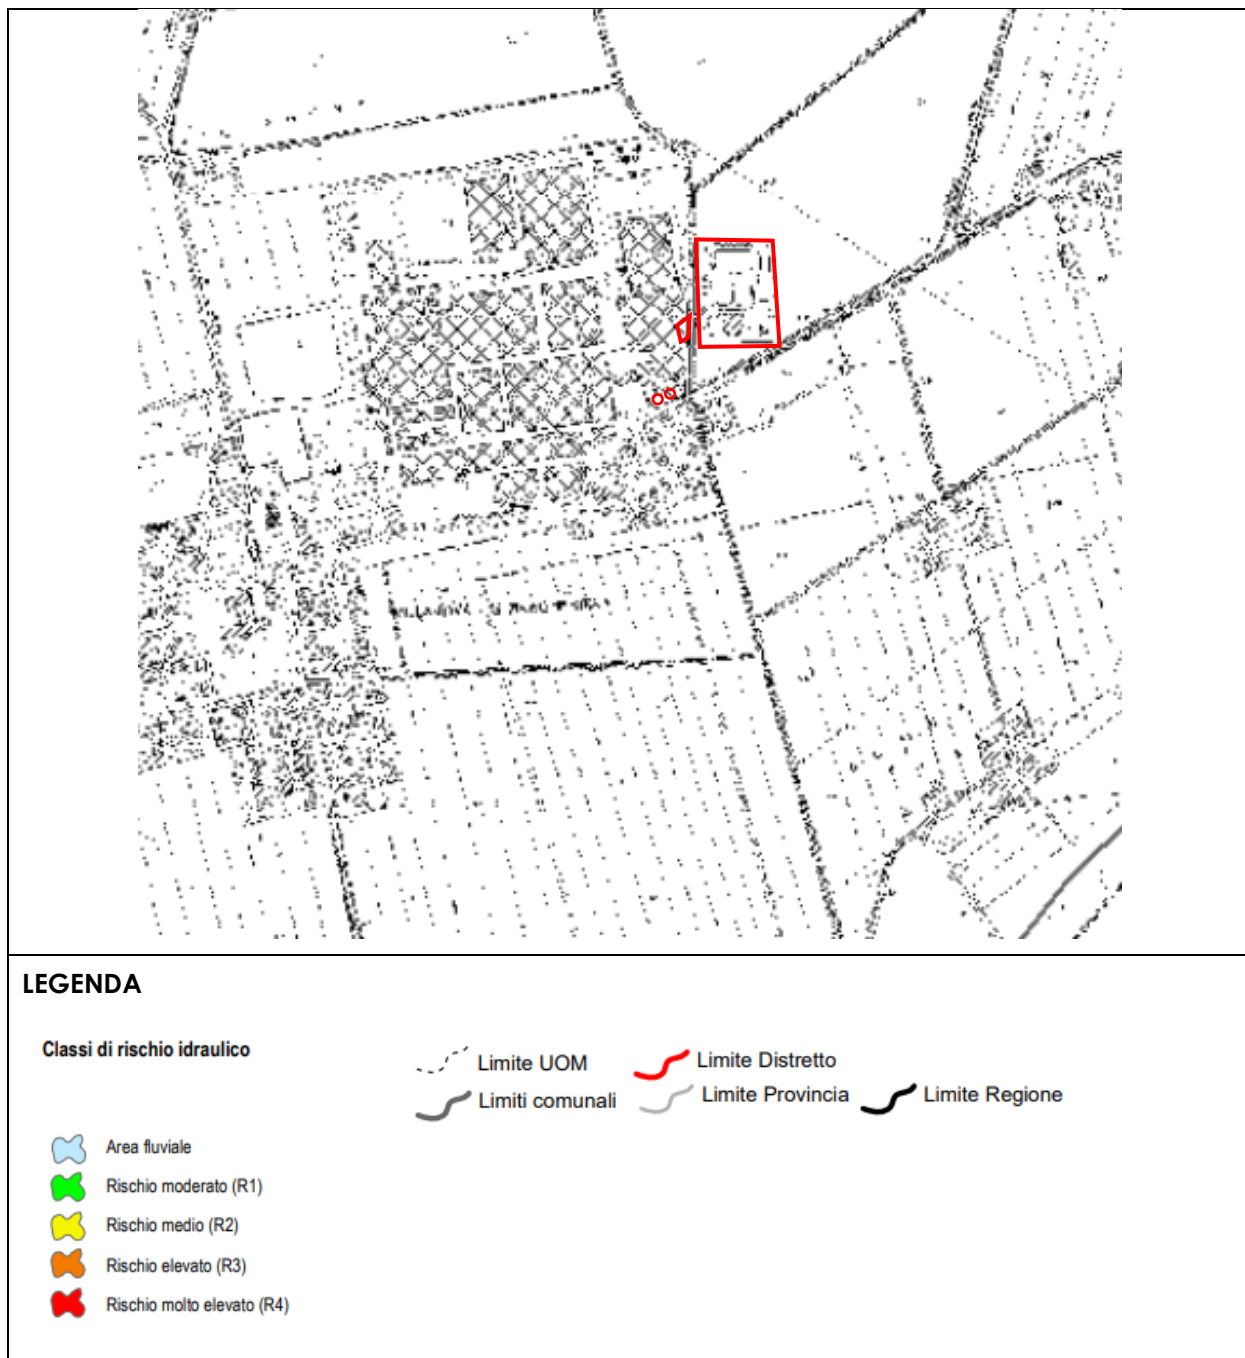 LEGENDA
Classi di rischio idraulico
Limite UOM
Limite Distretto
Limiti comunali
Limite Provincia
Limite Regione
Area fluviale
Rischio moderato (R1)
Rischio medio (R2)
Rischio elevato (R3)
Rischio molto elevato (R4)